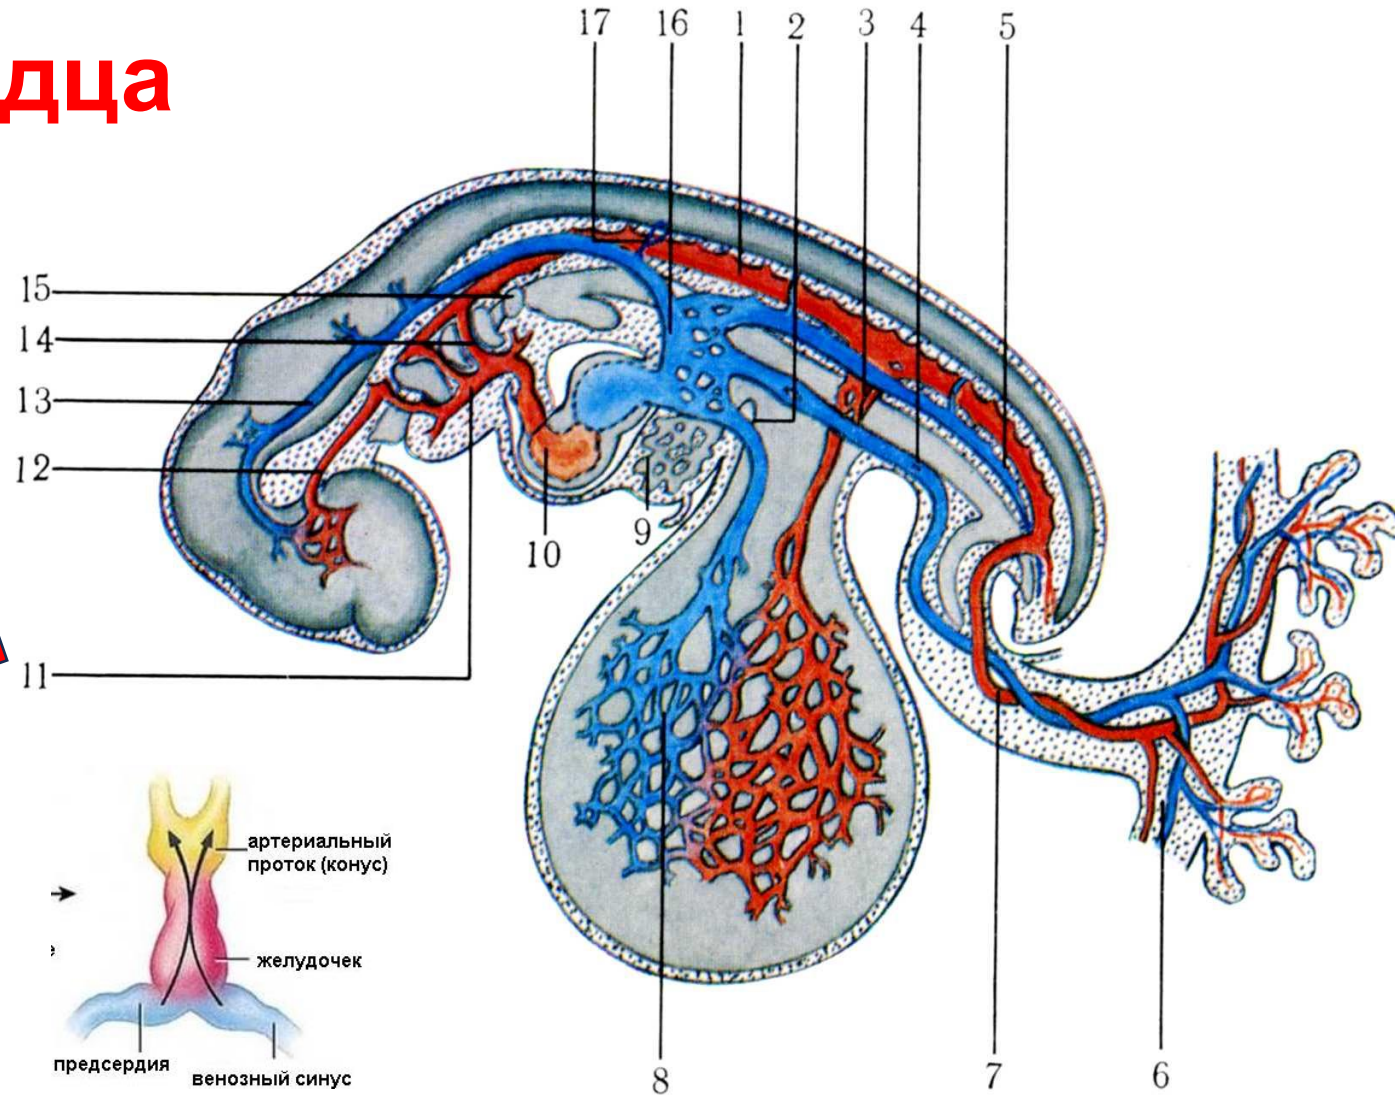 дца
17 16 1 2 3 4 5
15
14
13
12
11
10
9
8
7
6
артериальный
проток (конус)
желудочек
предсердия
венозный синус